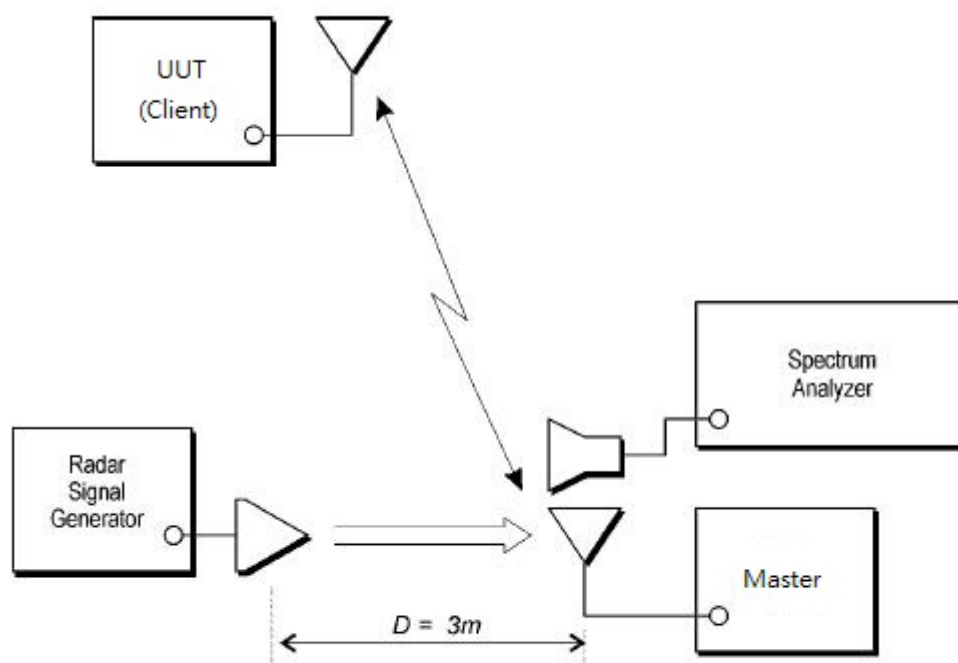 UUT
(Client)
Spectrum
Analyzer
Radar
Signal
Generator
Master
D = 3m